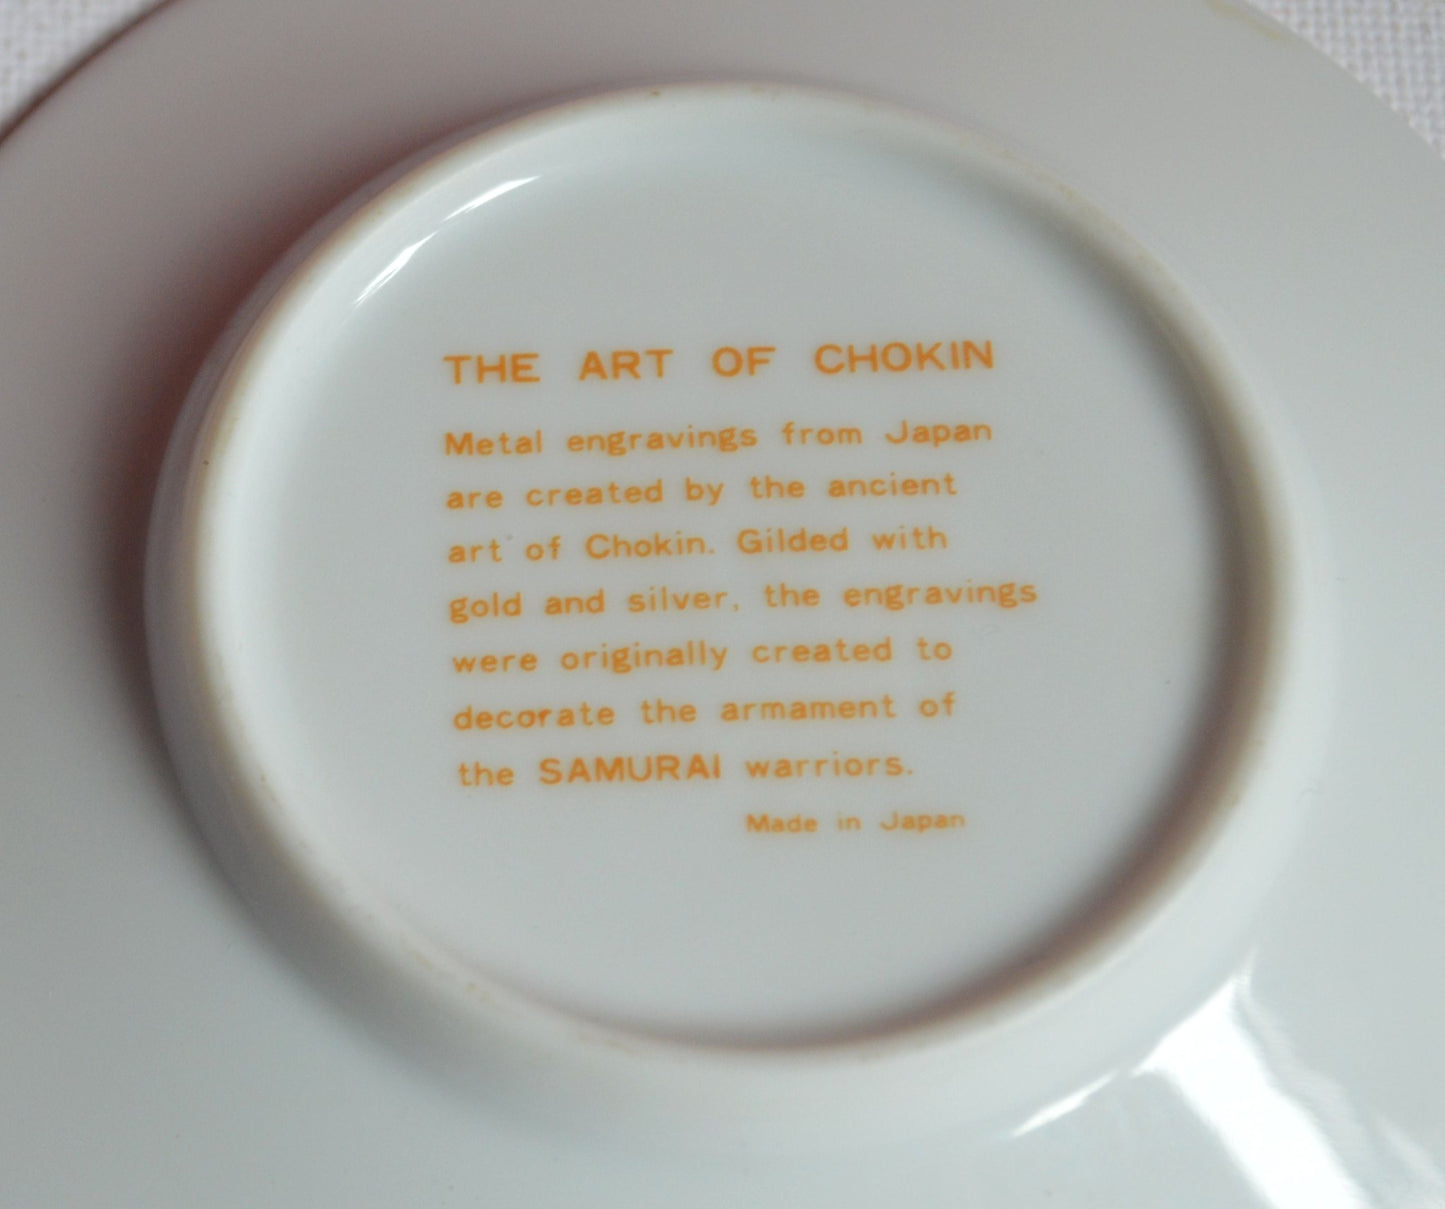 THE ART OF CHOKIN
Metal engravings from Japan
are created by the ancient
art of Chokin. Gilded with
gold and silver, the engravings
were originally created to
decorate the armament of
the SAMURAI warriors.
Made in Japan